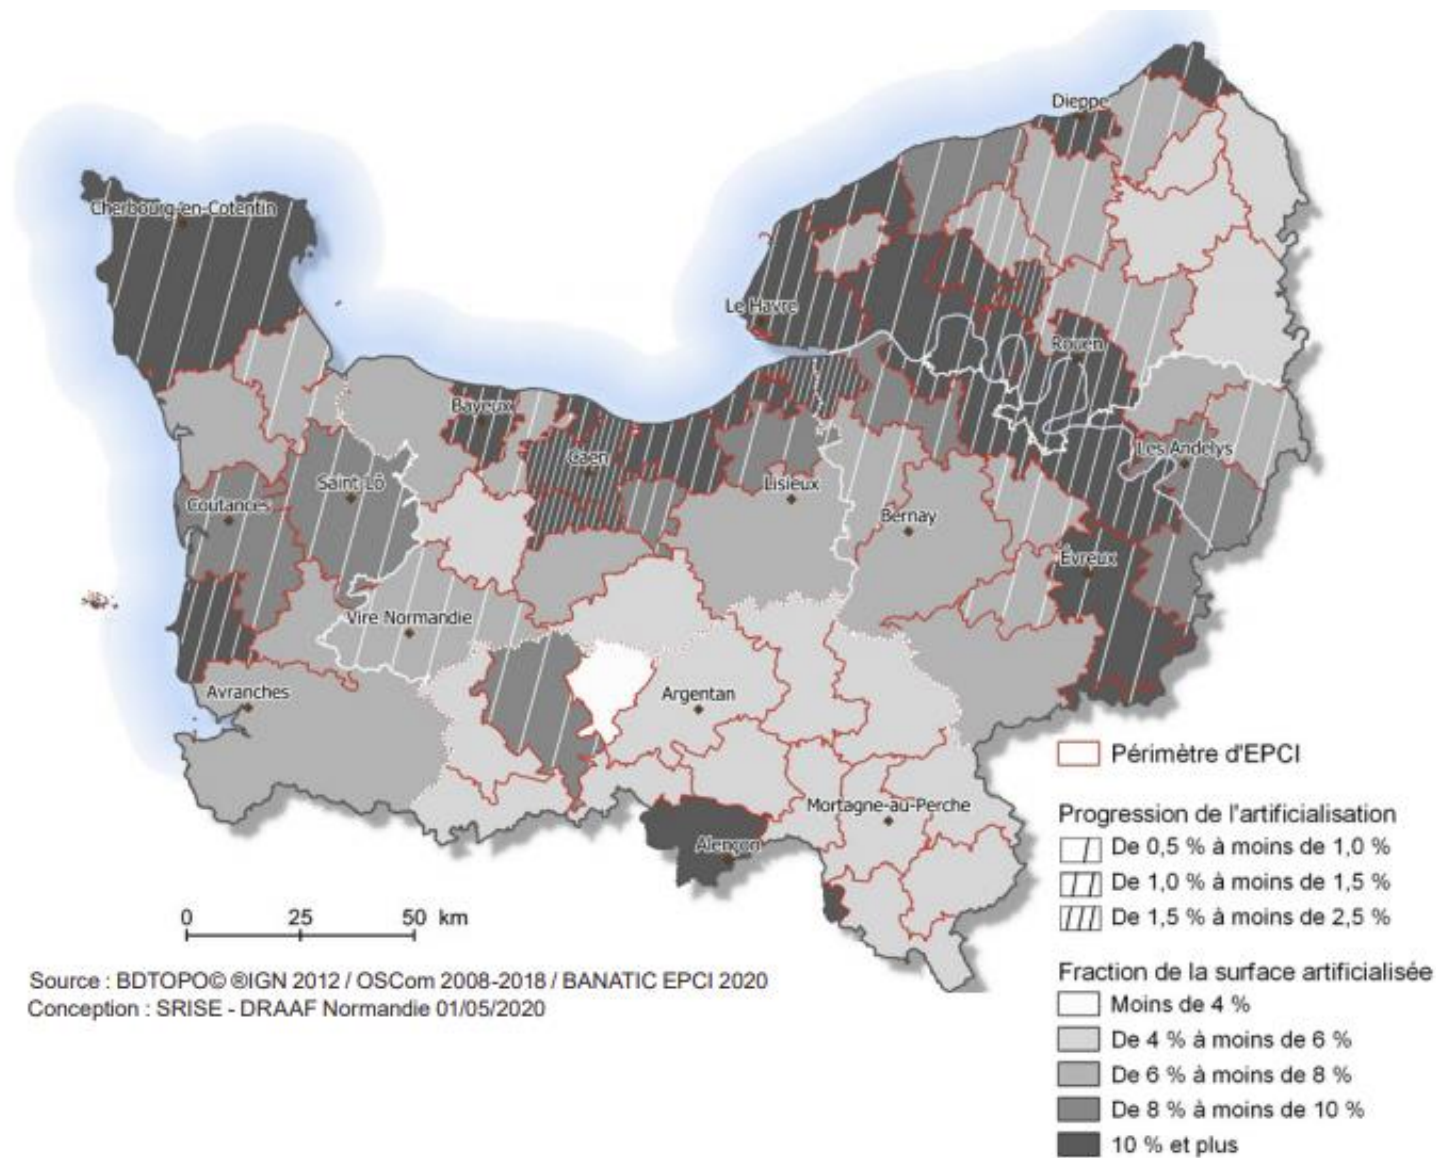 Dieppe
Cherbourg-en-Cotentin
Le Havre
Rouen
Bayeux
Caen
Les Andelys
Saint Lô
Lisieux
Coutances
Bernay
Évreux
Vire Normandie
Avranches
Argentan
Mortagne-au-Perche
Alençon
0 25 50 km
Source : BDTOPO© ®IGN 2012 / OSCom 2008-2018 / BANATIC EPCI 2020
Conception : SRISE - DRAAF Normandie 01/05/2020
Périmètre d'EPCI
Progression de l'artificialisation
De 0,5 % à moins de 1,0 %
De 1,0 % à moins de 1,5 %
De 1,5 % à moins de 2,5 %
Fraction de la surface artificialisée
Moins de 4 %
De 4 % à moins de 6 %
De 6 % à moins de 8 %
De 8 % à moins de 10 %
10 % et plus